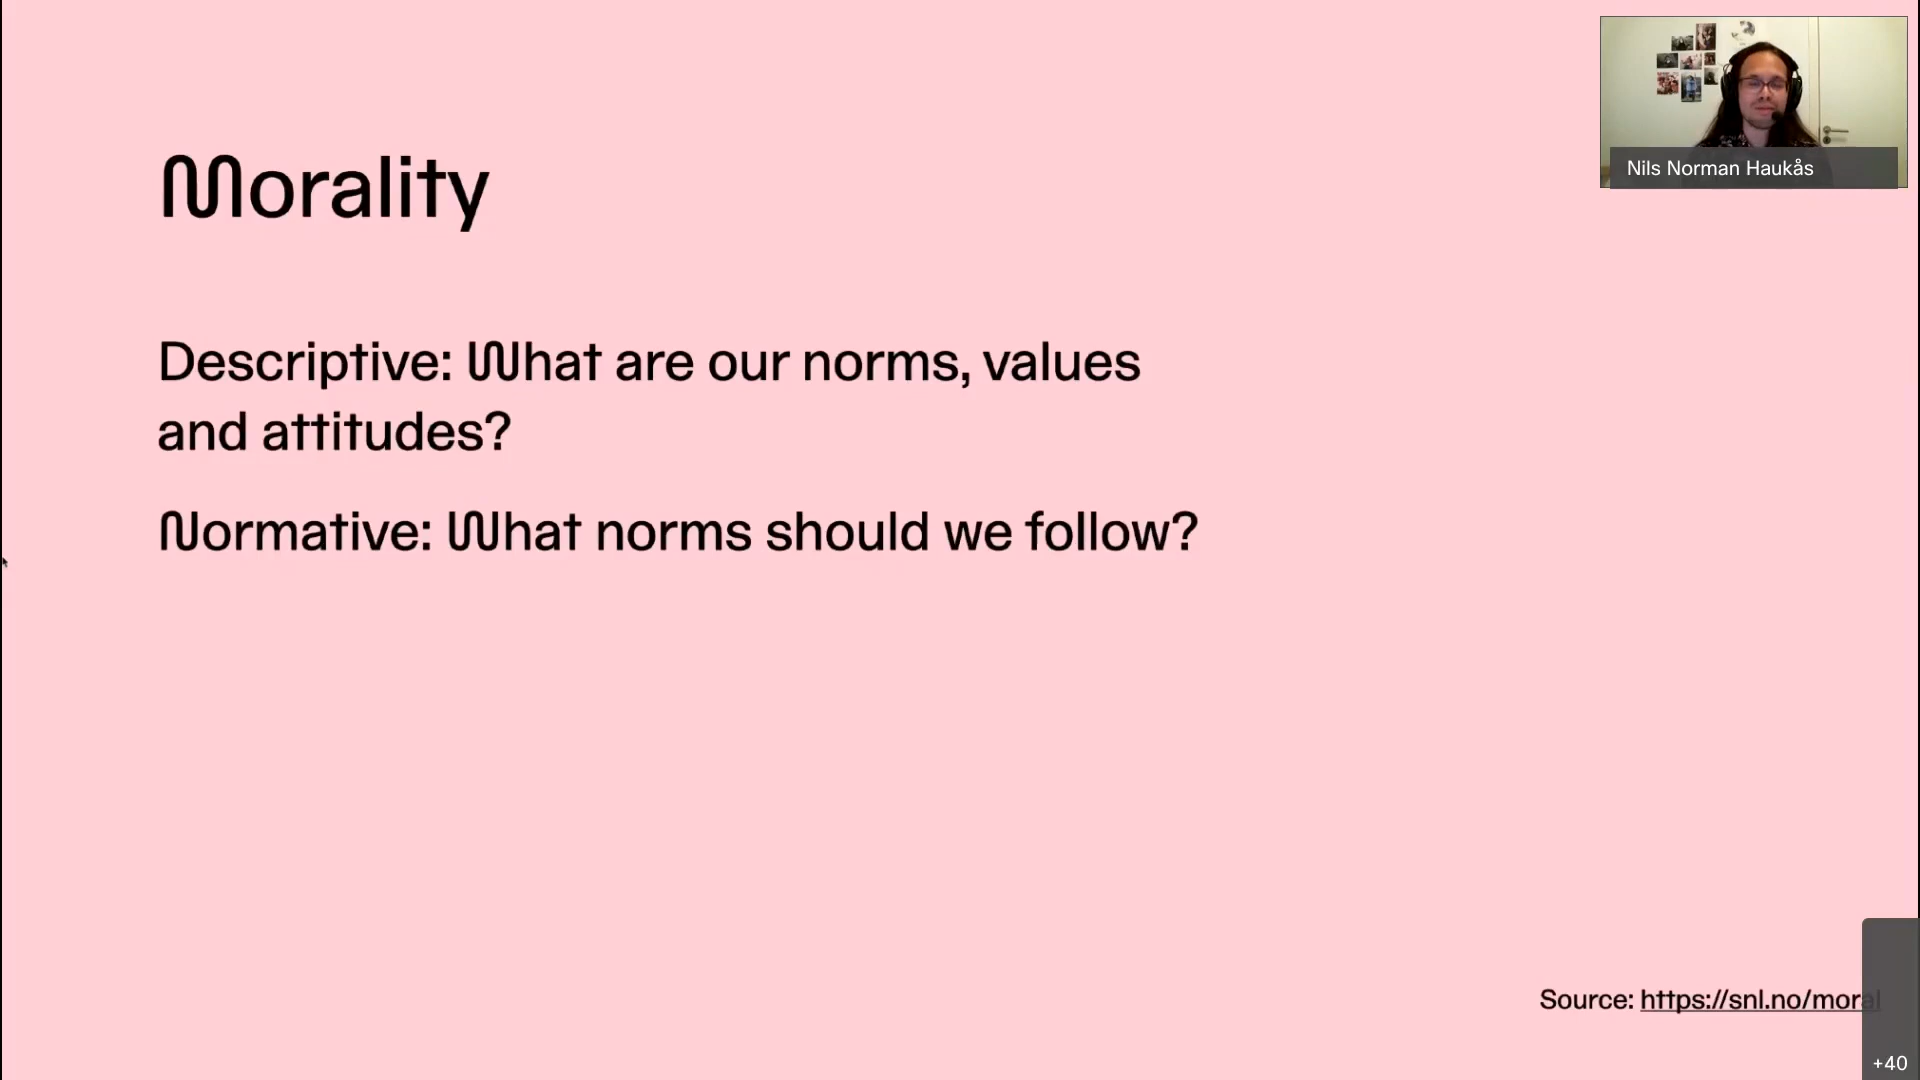 Morality
Descriptive: What are our norms, values
and attitudes?
Normative: What norms should we follow?
Nils Norman Haukås
Source: https://snl.no/moral
+40